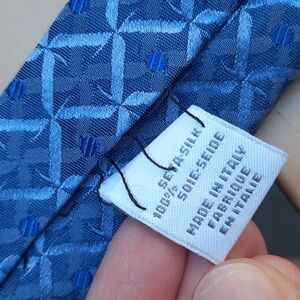 SETA-SILK
100%
SOIE-SEIDE
MADE IN ITALY
FABRIQUE
EN ITALIE